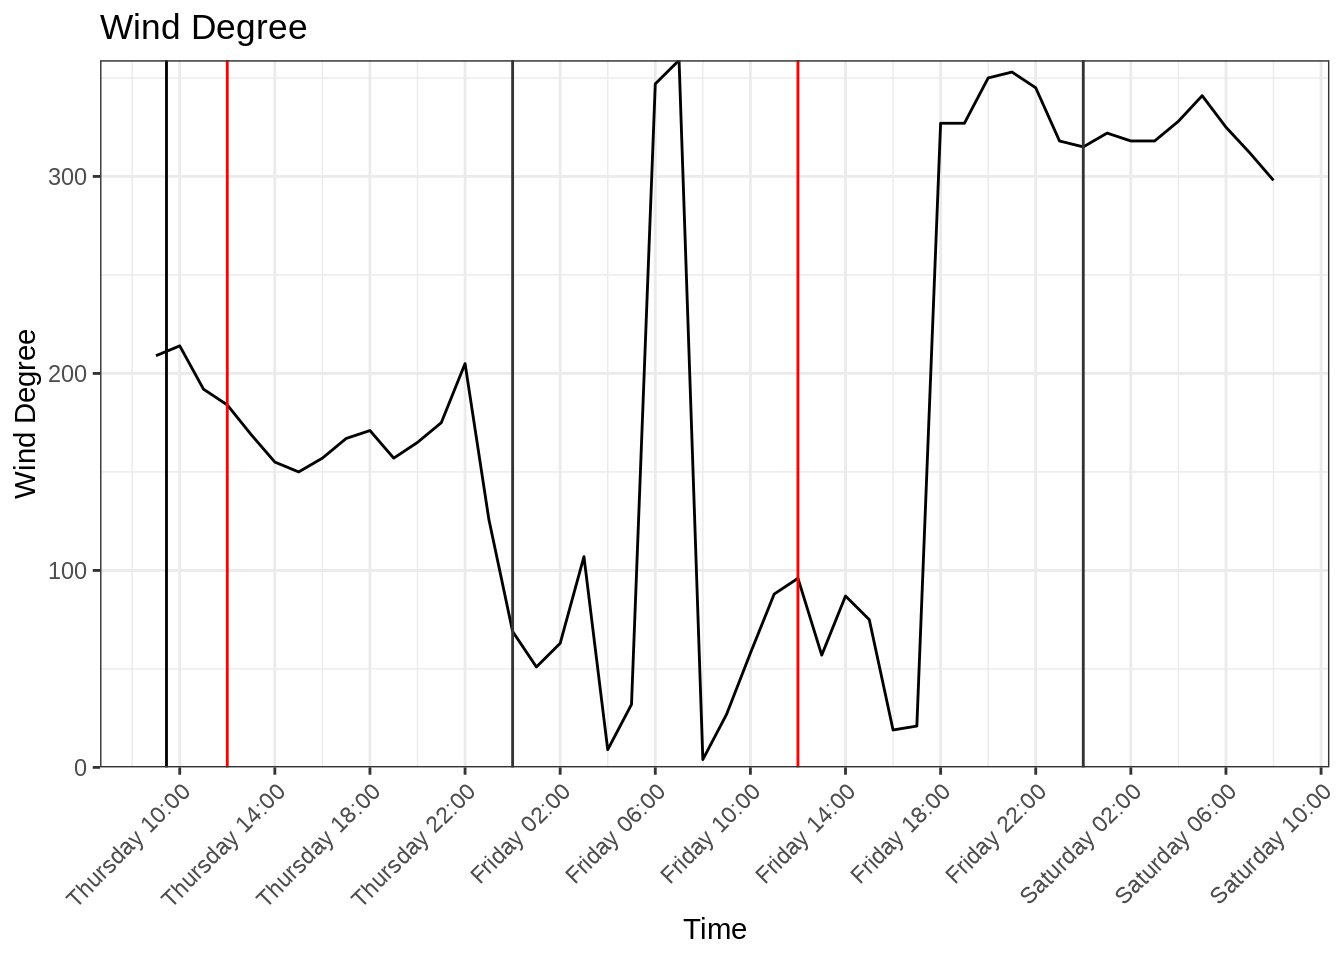 Wind Degree
Wind Degree
300
200
100
0
Thursday 10:00
Thursday 14:00
Thursday 18:00
Thursday 22:00
Friday 02:00
Friday 06:00
Friday 10:00
Friday 14:00
Friday 18:00
Friday 22:00
Saturday 02:00
Saturday 06:00
Saturday 10:00
Time